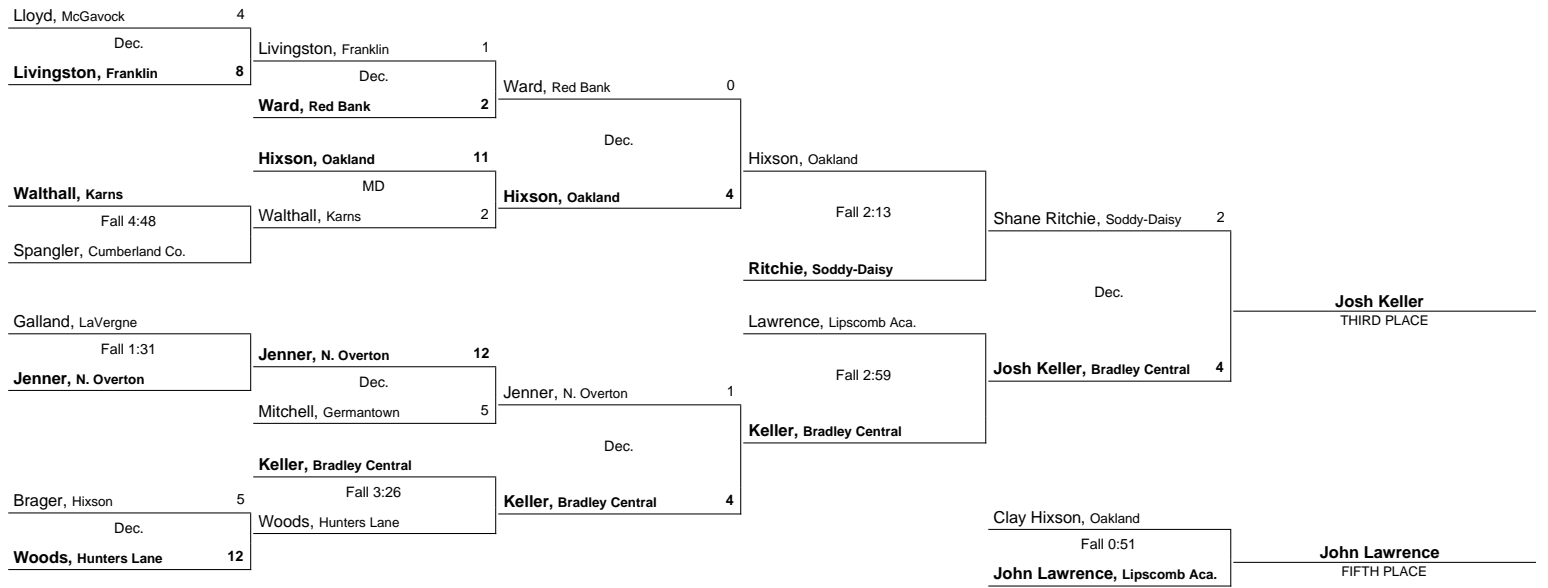 Lloyd, McGavock 4
Dec.
Livingston, Franklin 8
Walthall, Karns
Fall 4:48
Spangler, Cumberland Co.
Galland, LaVergne
Fall 1:31
Jenner, N. Overton
Brager, Hixson 5
Dec.
Woods, Hunters Lane 12
Livingston, Franklin 1
Dec.
Ward, Red Bank 2
Hixson, Oakland 11
MD
Walthall, Karns 2
Jenner, N. Overton 12
Dec.
Mitchell, Germantown 5
Keller, Bradley Central
Fall 3:26
Woods, Hunters Lane
Ward, Red Bank 0
Dec.
Hixson, Oakland 4
Jenner, N. Overton 1
Dec.
Keller, Bradley Central 4
Hixson, Oakland
Fall 2:13
Ritchie, Soddy-Daisy
Lawrence, Lipscomb Aca.
Fall 2:59
Keller, Bradley Central
Shane Ritchie, Soddy-Daisy 2
Dec.
Josh Keller, Bradley Central 4
Josh Keller
THIRD PLACE
Clay Hixson, Oakland
Fall 0:51
John Lawrence, Lipscomb Aca.
John Lawrence
FIFTH PLACE